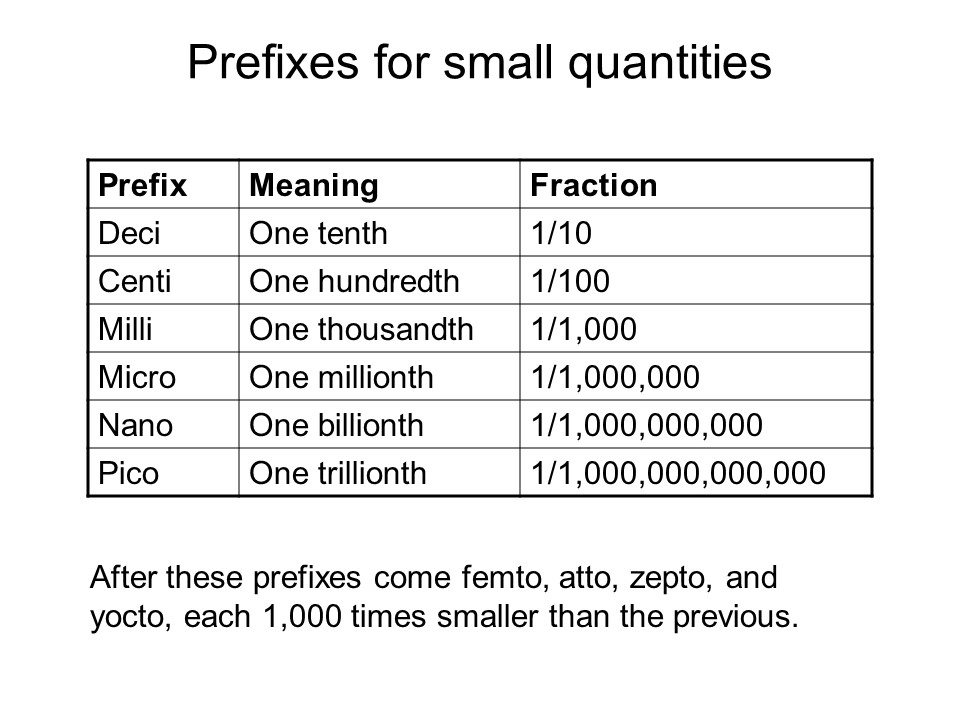 Prefixes for small quantities
Prefix Meaning Fraction
Deci One tenth 1/10
Centi One hundredth 1/100
Milli One thousandth 1/1,000
Micro One millionth 1/1,000,000
Nano One billionth 1/1,000,000,000
Pico One trillionth 1/1,000,000,000,000
After these prefixes come femto, atto, zepto, and
yocto, each 1,000 times smaller than the previous.